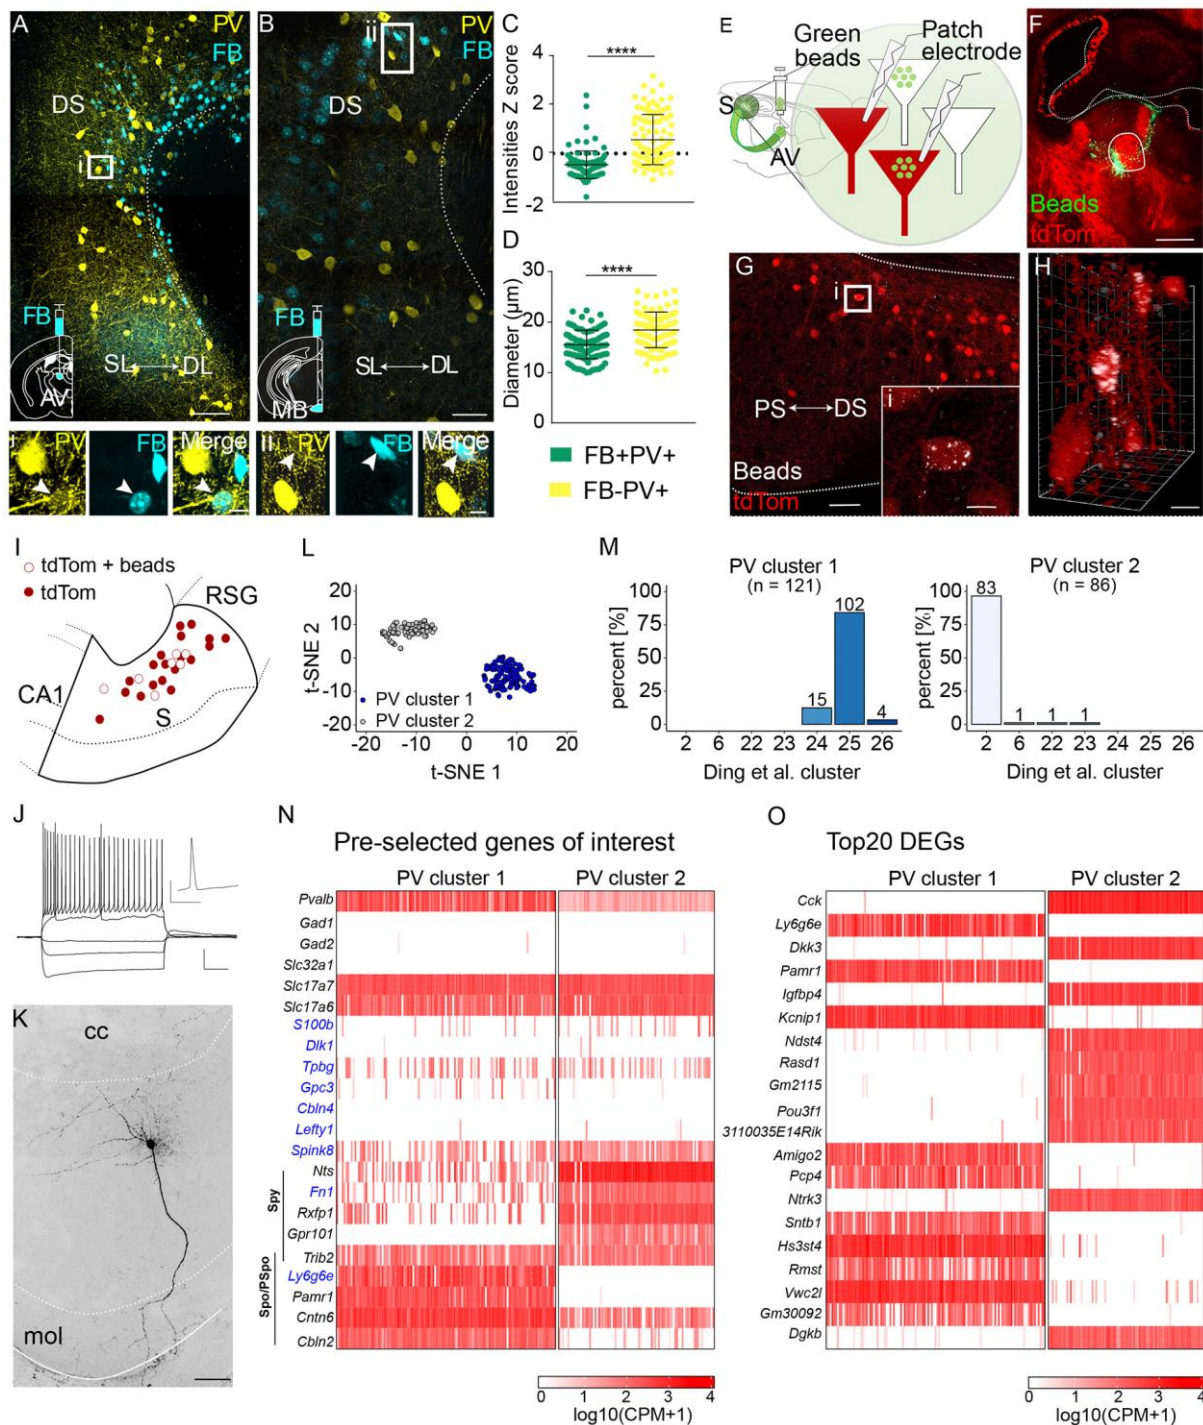 A
PV
FB
DS
i
FB
SL
DL
AV
B
PV
FB
ii
DS
FB
SL
DL
MB
i
PV
FB
Merge
ii
PV
FB
Merge
C
Intensities Z score
****
4
2
0
-2
D
Diameter (µm)
****
30
20
10
0
FB+PV+
FB-PV+
E
Green
beads
Patch
electrode
S
AV
F
Beads
tdTom
G
i
PS
DS
Beads
tdTom
i
H
I
tdTom + beads
tdTom
RSG
CA1
S
L
t-SNE 2
20
10
0
-10
-20
PV cluster 1
PV cluster 2
-20 -10 0 10 20
t-SNE 1
M
PV cluster 1
(n = 121)
percent [%]
100
75
50
25
0
15
102
4
2 6 22 23 24 25 26
Ding et al. cluster
PV cluster 2
(n = 86)
percent [%]
100
75
50
25
0
83
1
1
1
2 6 22 23 24 25 26
Ding et al. cluster
J
K
cc
mol
N
Pre-selected genes of interest
PV cluster 1
PV cluster 2
Pvalb
Gad1
Gad2
Slc32a1
Slc17a7
Slc17a6
S100b
Dlk1
Tpbg
Gpc3
Cbln4
Lefty1
Spink8
Nts
Fn1
Rxfp1
Gpr101
Trib2
Ly6g6e
Pamr1
Cntn6
Cbln2
Spy
Spo/PSpo
0 1 2 3 4
log10(CPM+1)
O
Top20 DEGs
PV cluster 1
PV cluster 2
Cck
Ly6g6e
Dkk3
Pamr1
Igfbp4
Kcnip1
Ndst4
Rasd1
Gm2115
Pou3f1
3110035E14Rik
Amigo2
Pcp4
Ntrk3
Sntb1
Hs3st4
Rmst
Vwc2l
Gm30092
Dgkb
0 1 2 3 4
log10(CPM+1)